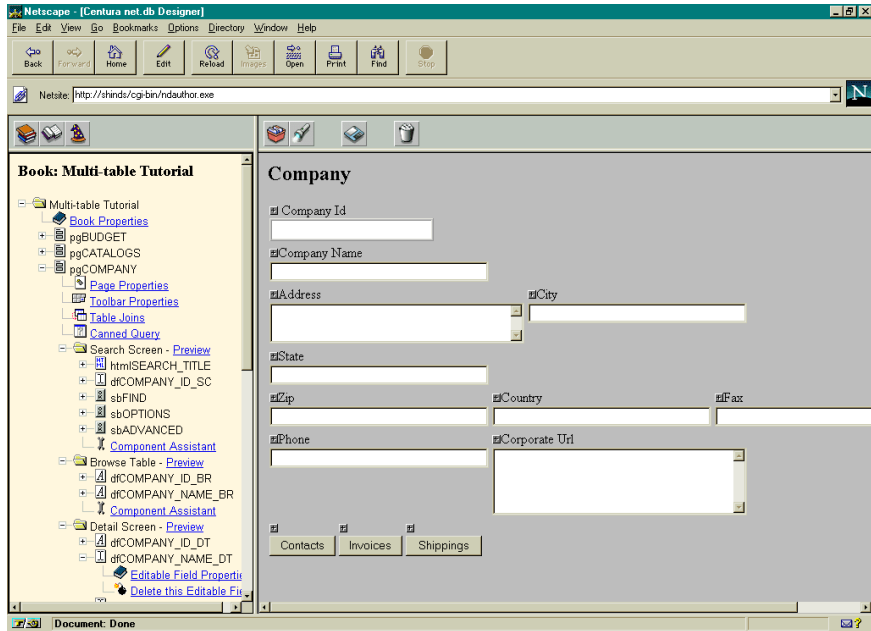 Netscape - [Centura net.db Designer]
File Edit View Go Bookmarks Options Directory Window Help
Back Forward Home Edit Reload Images Open Print Find Stop
Netsite: http://shinds/cgi-bin/ndauthor.exe
N
Book: Multi-table Tutorial
Multi-table Tutorial
Book Properties
pgBUDGET
pgCATALOGS
pgCOMPANY
Page Properties
Toolbar Properties
Table Joins
Canned Query
Search Screen - Preview
htmlSEARCH_TITLE
dfCOMPANY_ID_SC
sbFIND
sbOPTIONS
sbADVANCED
Component Assistant
Browse Table - Preview
dfCOMPANY_ID_BR
dfCOMPANY_NAME_BR
Component Assistant
Detail Screen - Preview
dfCOMPANY_ID_DT
dfCOMPANY_NAME_DT
Editable Field Propertie
Delete this Editable Fie
Company
Company Id
Company Name
Address City
State
Zip Country Fax
Phone Corporate Url
Contacts Invoices Shippings
Document: Done